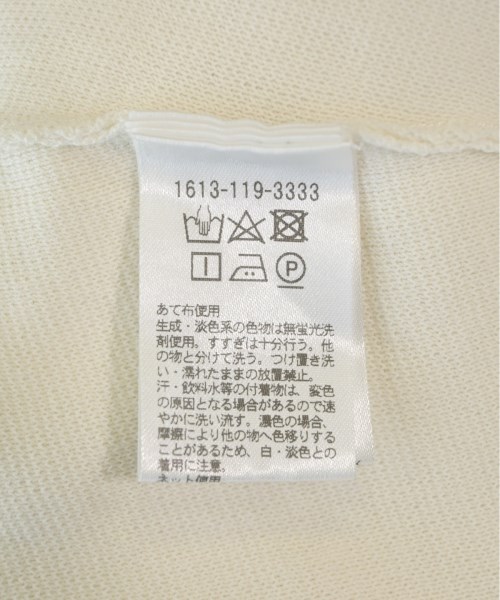 1613-119-3333
P
あて布使用
生成・淡色系の色物は無蛍光洗
剤使用。すすぎは十分行う。他
の物と分けて洗う。つけ置き洗
い・濡れたままの放置禁止。
汗・飲料水等の付着物は、変色
の原因となる場合があるので速
やかに洗い流す。濃色の場合、
摩擦により他の物へ色移りする
ことがあるため、白・淡色との
着用に注意。
ネット使用